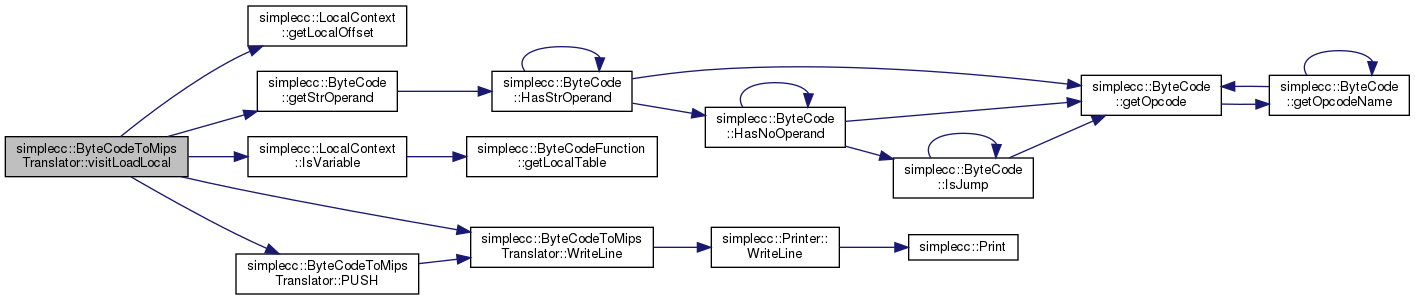 simplecc::LocalContext
::getLocalOffset
simplecc::ByteCode
::getStrOperand
simplecc::ByteCode
::HasStrOperand
simplecc::ByteCode
::getOpcode
simplecc::ByteCode
::getOpcodeName
simplecc::ByteCode
::HasNoOperand
simplecc::ByteCodeToMips
Translator::visitLoadLocal
simplecc::LocalContext
::IsVariable
simplecc::ByteCodeFunction
::getLocalTable
simplecc::ByteCode
::IsJump
simplecc::ByteCodeToMips
Translator::WriteLine
simplecc::Printer::
WriteLine
simplecc::Print
simplecc::ByteCodeToMips
Translator::PUSH